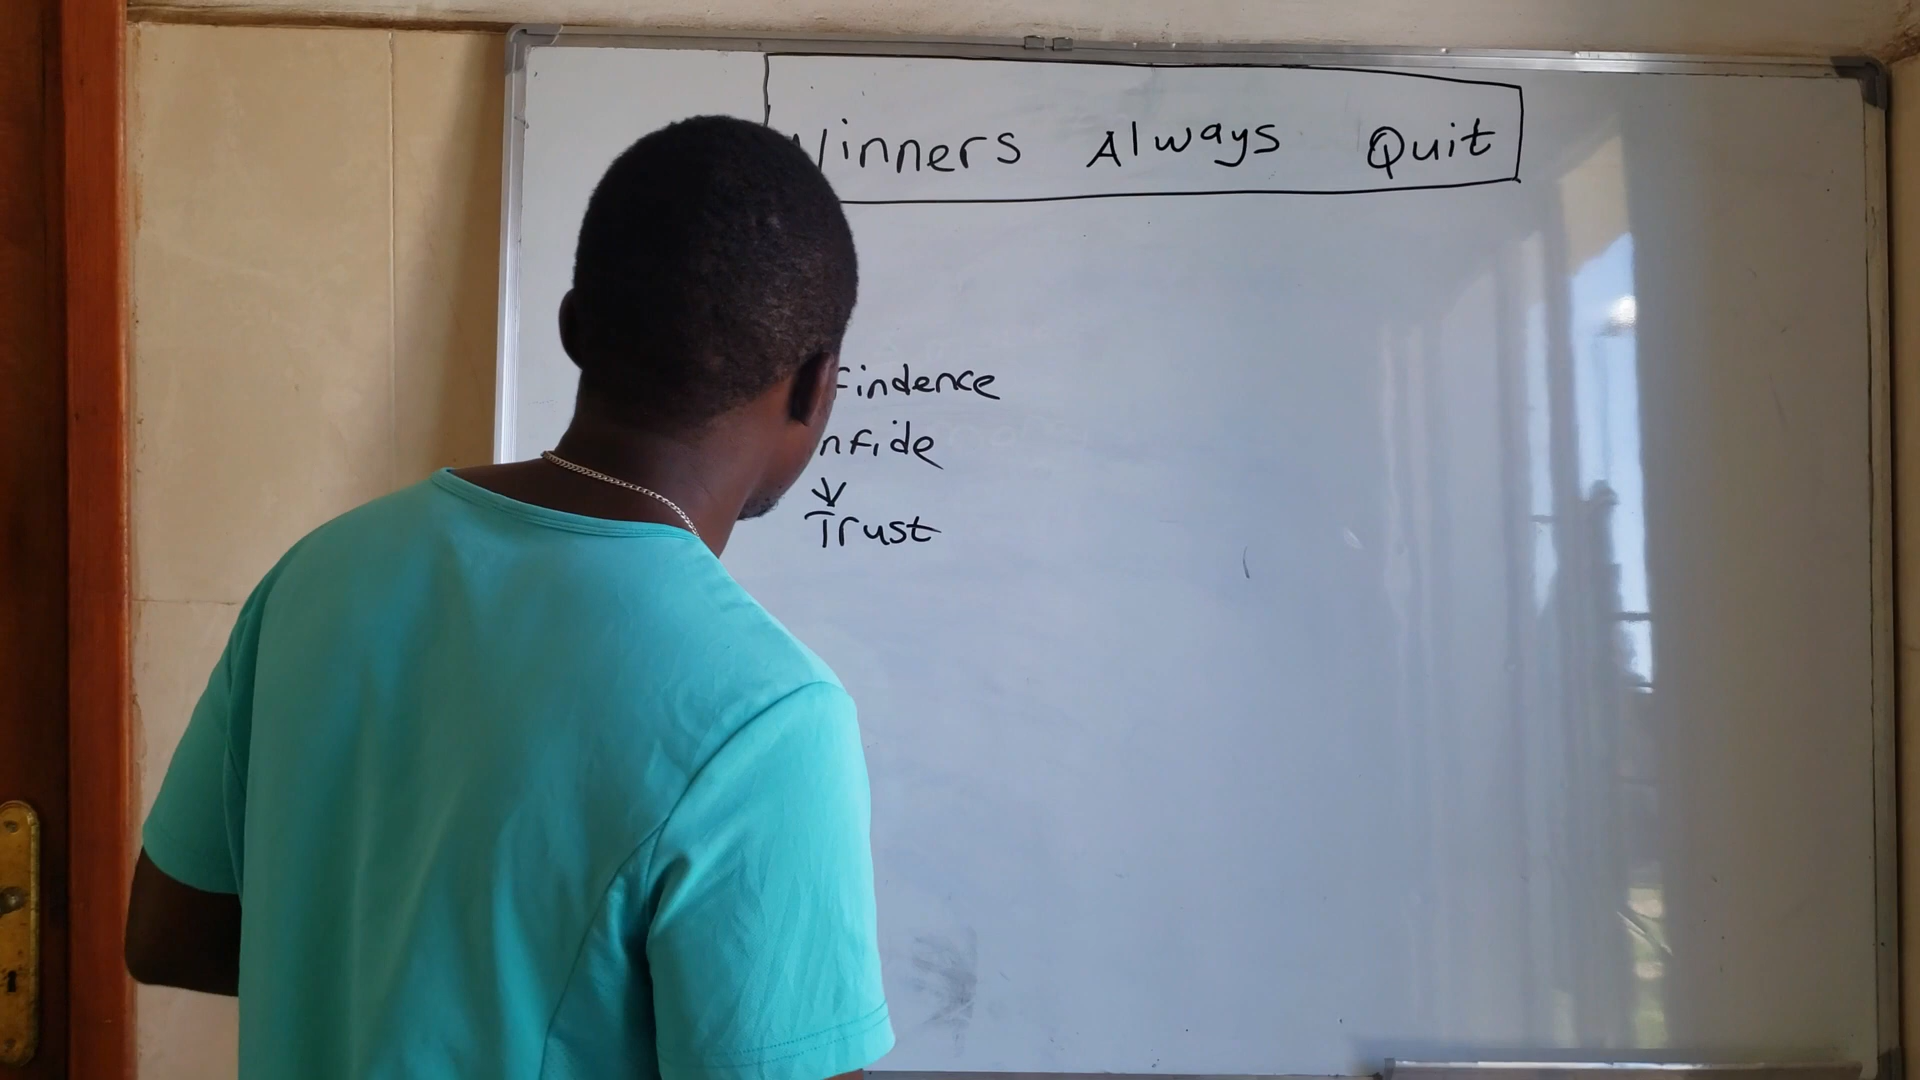 Winners Always Quit
findence
nfide
Trust